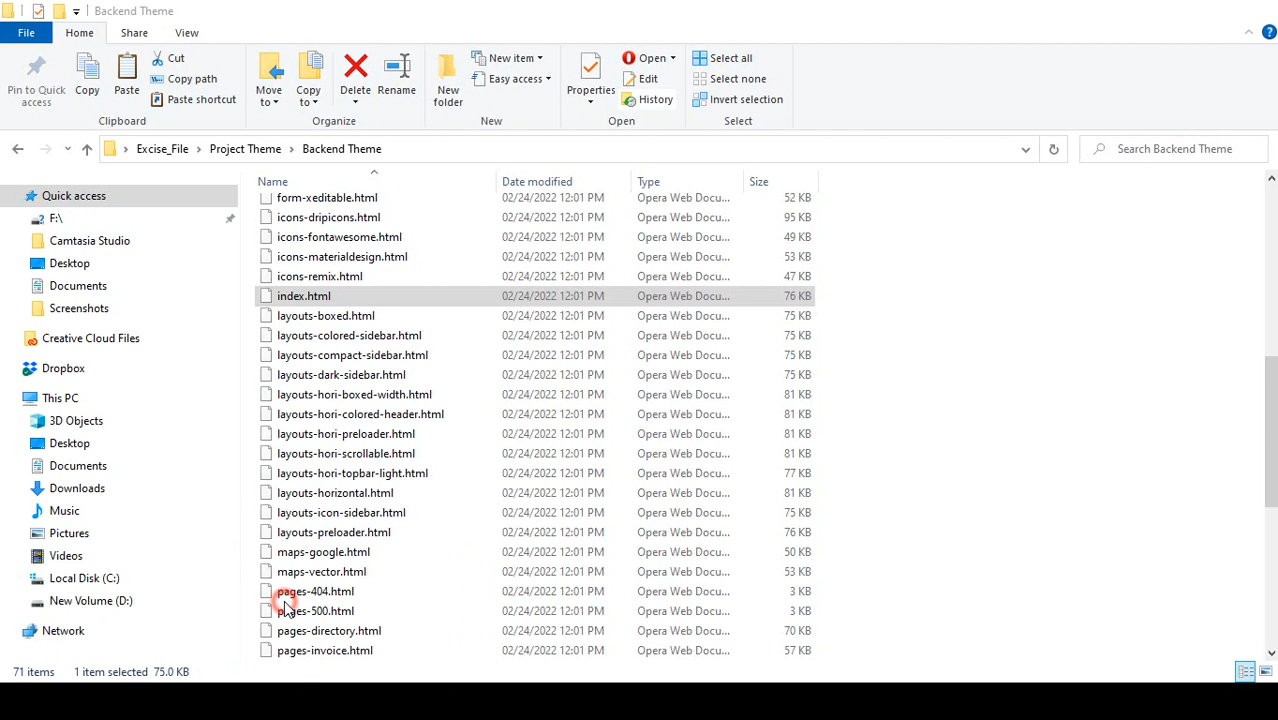 Backend Theme
File Home Share View
Pin to Quick access
Copy
Paste
Cut
Copy path
Paste shortcut
Clipboard
Move to
Copy to
Delete
Rename
Organize
New folder
New item
Easy access
New
Properties
Open
Edit
History
Open
Select all
Select none
Invert selection
Select
Excise_File > Project Theme > Backend Theme
Search Backend Theme
Quick access
F:\
Camtasia Studio
Desktop
Documents
Screenshots
Creative Cloud Files
Dropbox
This PC
3D Objects
Desktop
Documents
Downloads
Music
Pictures
Videos
Local Disk (C:)
New Volume (D:)
Network
Name Date modified Type Size
form-xeditable.html 02/24/2022 12:01 PM Opera Web Docu... 52 KB
icons-dripicons.html 02/24/2022 12:01 PM Opera Web Docu... 95 KB
icons-fontawesome.html 02/24/2022 12:01 PM Opera Web Docu... 49 KB
icons-materialdesign.html 02/24/2022 12:01 PM Opera Web Docu... 53 KB
icons-remix.html 02/24/2022 12:01 PM Opera Web Docu... 47 KB
index.html 02/24/2022 12:01 PM Opera Web Docu... 76 KB
layouts-boxed.html 02/24/2022 12:01 PM Opera Web Docu... 75 KB
layouts-colored-sidebar.html 02/24/2022 12:01 PM Opera Web Docu... 75 KB
layouts-compact-sidebar.html 02/24/2022 12:01 PM Opera Web Docu... 75 KB
layouts-dark-sidebar.html 02/24/2022 12:01 PM Opera Web Docu... 75 KB
layouts-hori-boxed-width.html 02/24/2022 12:01 PM Opera Web Docu... 81 KB
layouts-hori-colored-header.html 02/24/2022 12:01 PM Opera Web Docu... 81 KB
layouts-hori-preloader.html 02/24/2022 12:01 PM Opera Web Docu... 81 KB
layouts-hori-scrollable.html 02/24/2022 12:01 PM Opera Web Docu... 81 KB
layouts-hori-topbar-light.html 02/24/2022 12:01 PM Opera Web Docu... 77 KB
layouts-horizontal.html 02/24/2022 12:01 PM Opera Web Docu... 81 KB
layouts-icon-sidebar.html 02/24/2022 12:01 PM Opera Web Docu... 75 KB
layouts-preloader.html 02/24/2022 12:01 PM Opera Web Docu... 76 KB
maps-google.html 02/24/2022 12:01 PM Opera Web Docu... 50 KB
maps-vector.html 02/24/2022 12:01 PM Opera Web Docu... 53 KB
pages-404.html 02/24/2022 12:01 PM Opera Web Docu... 3 KB
pages-500.html 02/24/2022 12:01 PM Opera Web Docu... 3 KB
pages-directory.html 02/24/2022 12:01 PM Opera Web Docu... 70 KB
pages-invoice.html 02/24/2022 12:01 PM Opera Web Docu... 57 KB
71 items 1 item selected 75.0 KB